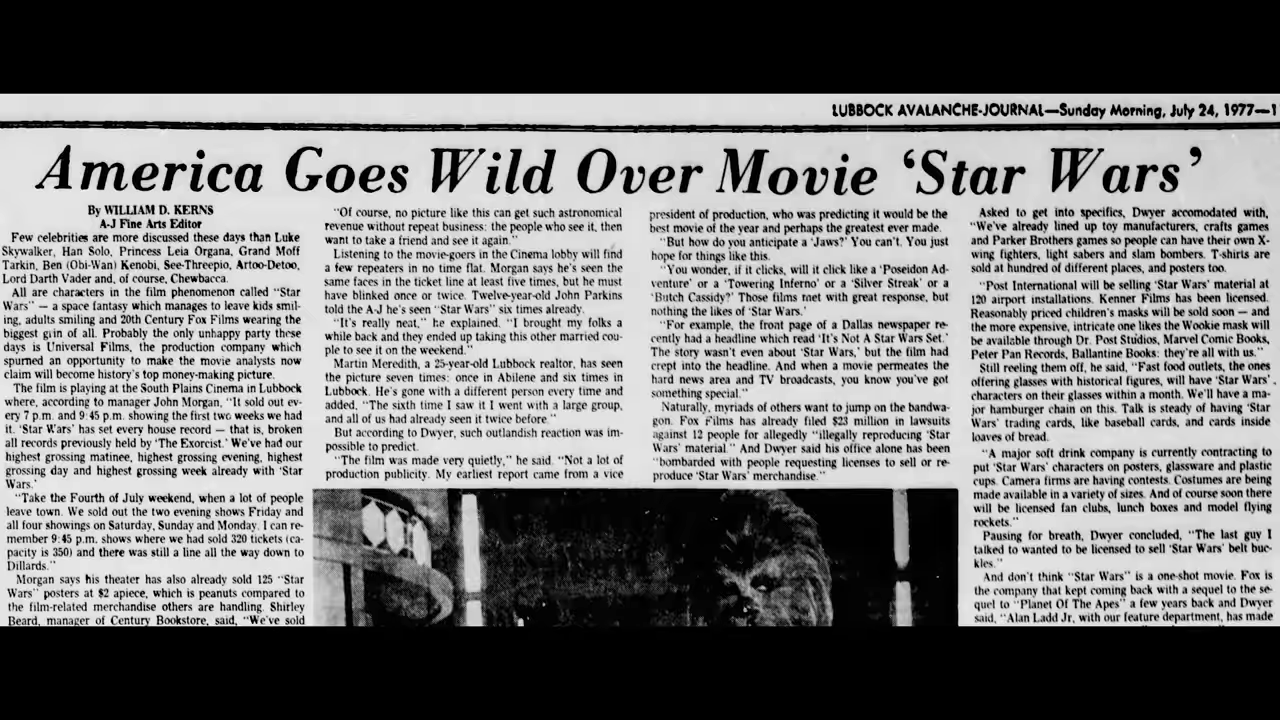 LUBBOCK AVALANCHE-JOURNAL—Sunday Morning, July 24, 1977—1
America Goes Wild Over Movie ‘Star Wars’
By WILLIAM D. KERNS
A-J Fine Arts Editor
Few celebrities are more discussed these days than Luke
Skywalker, Han Solo, Princess Leia Organa, Grand Moff
Tarkin, Ben (Obi-Wan) Kenobi, See-Threepio, Artoo-Detoo,
Lord Darth Vader and, of course, Chewbacca.
All are characters in the film phenomenon called "Star
Wars" — a space fantasy which manages to leave kids smil-
ing, adults smiling and 20th Century Fox Films wearing the
biggest grin of all. Probably the only unhappy party these
days is Universal Films, the production company which
spurned an opportunity to make the movie analysts now
claim will become history's top money-making picture.
The film is playing at the South Plains Cinema in Lubbock
where, according to manager John Morgan, "It sold out ev-
ery 7 p.m. and 9:45 p.m. showing the first two weeks we had
it. 'Star Wars' has set every house record — that is, broken
all records previously held by 'The Exorcist.' We've had our
highest grossing matinee, highest grossing evening, highest
grossing day and highest grossing week already with 'Star
Wars.'
"Take the Fourth of July weekend, when a lot of people
leave town. We sold out the two evening shows Friday and
all four showings on Saturday, Sunday and Monday. I can re-
member 9:45 p.m. shows where we had sold 320 tickets (ca-
pacity is 350) and there was still a line all the way down to
Dillards."
Morgan says his theater has also already sold 125 "Star
Wars" posters at $2 apiece, which is peanuts compared to
the film-related merchandise others are handling. Shirley
Beard, manager of Century Bookstore, said, "We've sold
"Of course, no picture like this can get such astronomical
revenue without repeat business: the people who see it, then
want to take a friend and see it again."
Listening to the movie-goers in the Cinema lobby will find
a few repeaters in no time flat. Morgan says he's seen the
same faces in the ticket line at least five times, but he must
have blinked once or twice. Twelve-year-old John Parkins
told the A-J he's seen "Star Wars" six times already.
"It's really neat," he explained. "I brought my folks a
while back and they ended up taking this other married cou-
ple to see it on the weekend."
Martin Meredith, a 25-year-old Lubbock realtor, has seen
the picture seven times: once in Abilene and six times in
Lubbock. He's gone with a different person every time and
added, "The sixth time I saw it I went with a large group,
and all of us had already seen it twice before."
But according to Dwyer, such outlandish reaction was im-
possible to predict.
"The film was made very quietly," he said. "Not a lot of
production publicity. My earliest report came from a vice
president of production, who was predicting it would be the
best movie of the year and perhaps the greatest ever made.
"But how do you anticipate a 'Jaws?' You can't. You just
hope for things like this.
"You wonder, if it clicks, will it click like a 'Poseidon Ad-
venture' or a 'Towering Inferno' or a 'Silver Streak' or a
'Butch Cassidy?' Those films met with great response, but
nothing the likes of 'Star Wars.'
"For example, the front page of a Dallas newspaper re-
cently had a headline which read 'It's Not A Star Wars Set.'
The story wasn't even about 'Star Wars,' but the film had
crept into the headline. And when a movie permeates the
hard news area and TV broadcasts, you know you've got
something special."
Naturally, myriads of others want to jump on the bandwa-
gon. Fox Films has already filed $23 million in lawsuits
against 12 people for allegedly "illegally reproducing 'Star
Wars' material." And Dwyer said his office alone has been
"bombarded with people requesting licenses to sell or re-
produce 'Star Wars' merchandise."
Asked to get into specifics, Dwyer accomodated with,
"We've already lined up toy manufacturers, crafts games
and Parker Brothers games so people can have their own X-
wing fighters, light sabers and slam bombers. T-shirts are
sold at hundred of different places, and posters too.
"Post International will be selling 'Star Wars' material at
120 airport installations. Kenner Films has been licensed.
Reasonably priced children's masks will be sold soon — and
the more expensive, intricate one likes the Wookie mask will
be available through Dr. Post Studios, Marvel Comic Books,
Peter Pan Records, Ballantine Books: they're all with us."
Still reeling them off, he said, "Fast food outlets, the ones
offering glasses with historical figures, will have 'Star Wars'
characters on their glasses within a month. We'll have a ma-
jor hamburger chain on this. Talk is steady of having 'Star
Wars' trading cards, like baseball cards, and cards inside
loaves of bread.
"A major soft drink company is currently contracting to
put 'Star Wars' characters on posters, glassware and plastic
cups. Camera firms are having contests. Costumes are being
made available in a variety of sizes. And of course soon there
will be licensed fan clubs, lunch boxes and model flying
rockets."
Pausing for breath, Dwyer concluded, "The last guy I
talked to wanted to be licensed to sell 'Star Wars' belt buc-
kles."
And don't think "Star Wars" is a one-shot movie. Fox is
the company that kept coming back with a sequel to the se-
quel to "Planet Of The Apes" a few years back and Dwyer
said, "Alan Ladd Jr, with our feature department, has made